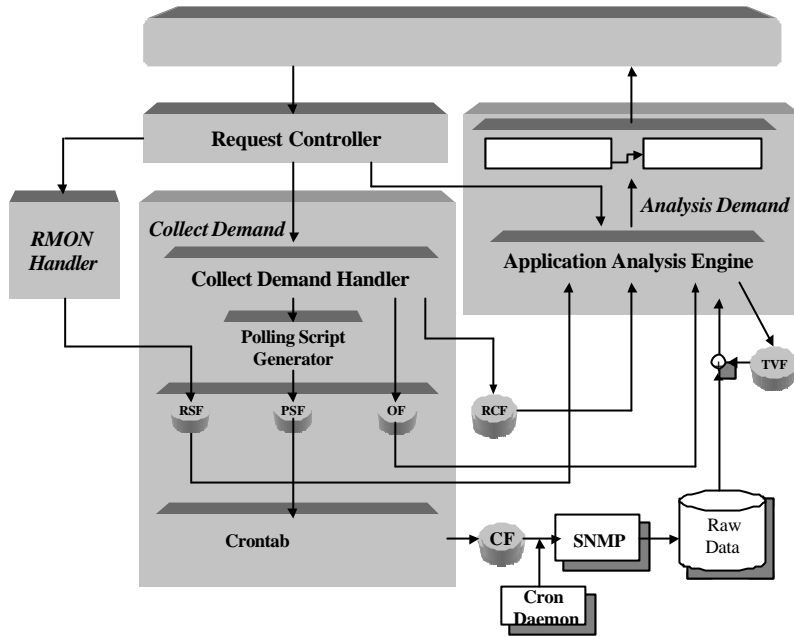 Request Controller
RMON
Handler
Collect Demand
Analysis Demand
Collect Demand Handler
Application Analysis Engine
Polling Script
Generator
TVF
RSF
PSF
OF
RCF
Crontab
CF
SNMP
Raw
Data
Cron
Daemon